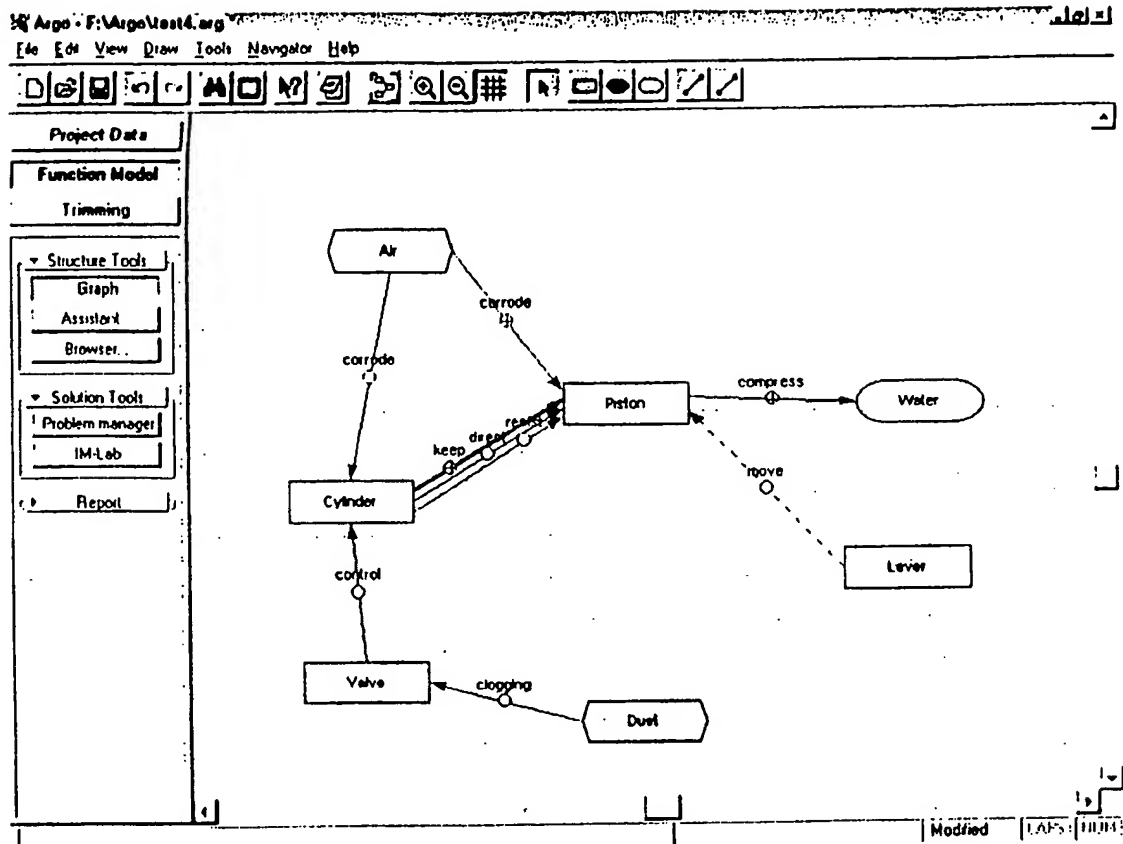 Argo - F:\Argo\test4.arg
File Edit View Draw Tools Navigator Help
Project Data
Function Model
Trimming
Structure Tools
Graph
Assistant
Browser...
Solution Tools
Problem manager
IM-Lab
Report
Air
corrode
corrode
Piston
compress
Water
keep
direct
Cylinder
move
Lever
control
Valve
clogging
Dust
Modified
CAPS
NUM